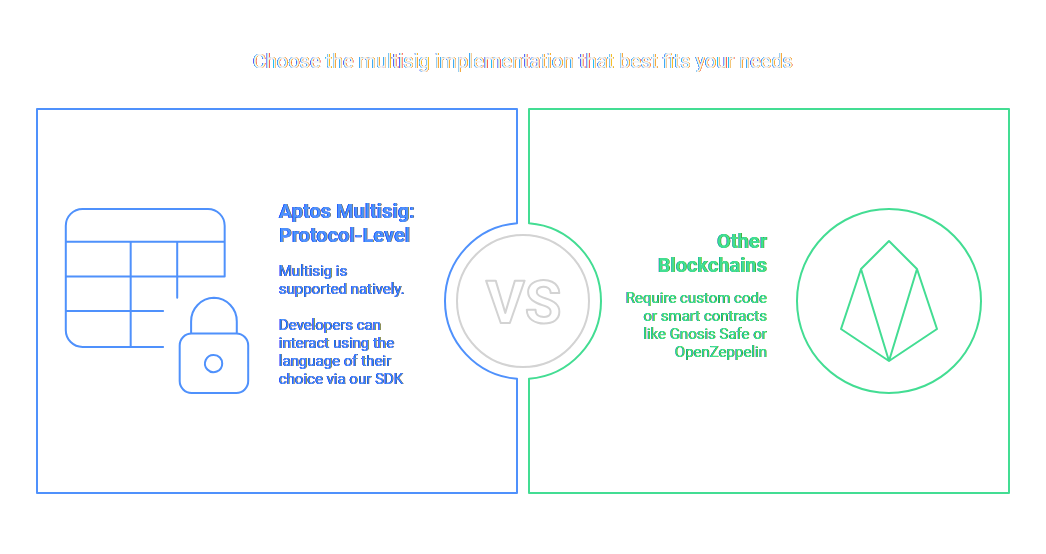 Choose the multisig implementation that best fits your needs
Aptos Multisig:
Protocol-Level
Multisig is
supported natively.
Developers can
interact using the
language of their
choice via our SDK
VS
Other
Blockchains
Require custom code
or smart contracts
like Gnosis Safe or
OpenZeppelin